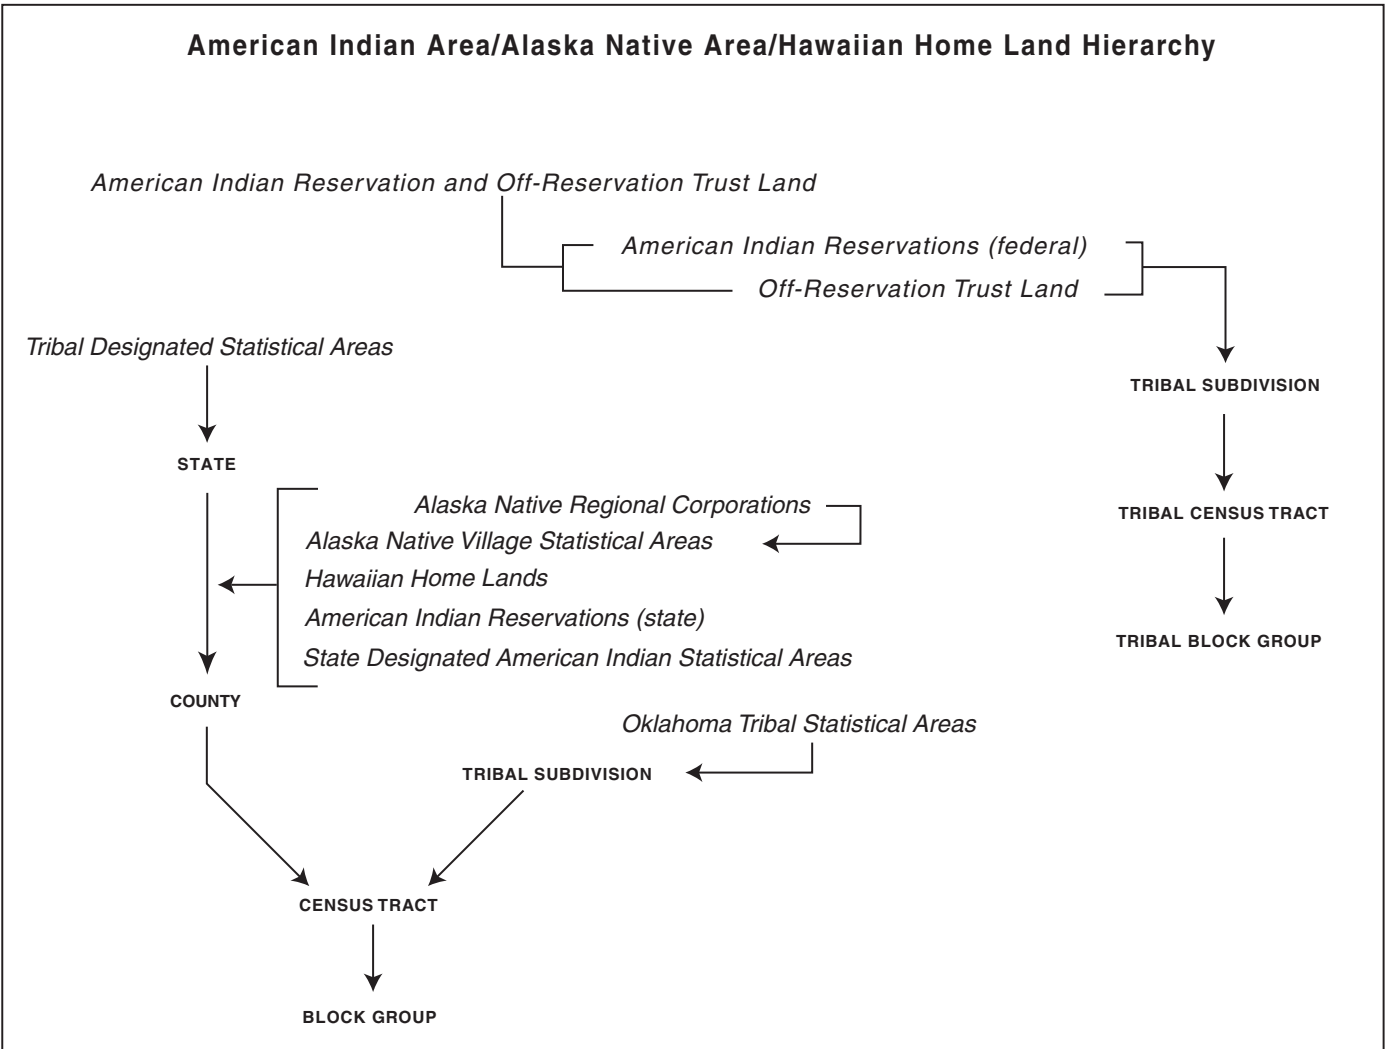 American Indian Area/Alaska Native Area/Hawaiian Home Land Hierarchy
American Indian Reservation and Off-Reservation Trust Land
American Indian Reservations (federal)
Off-Reservation Trust Land
Tribal Designated Statistical Areas
TRIBAL SUBDIVISION
STATE
Alaska Native Regional Corporations
TRIBAL CENSUS TRACT
Alaska Native Village Statistical Areas
Hawaiian Home Lands
American Indian Reservations (state)
TRIBAL BLOCK GROUP
State Designated American Indian Statistical Areas
COUNTY
Oklahoma Tribal Statistical Areas
TRIBAL SUBDIVISION
CENSUS TRACT
BLOCK GROUP